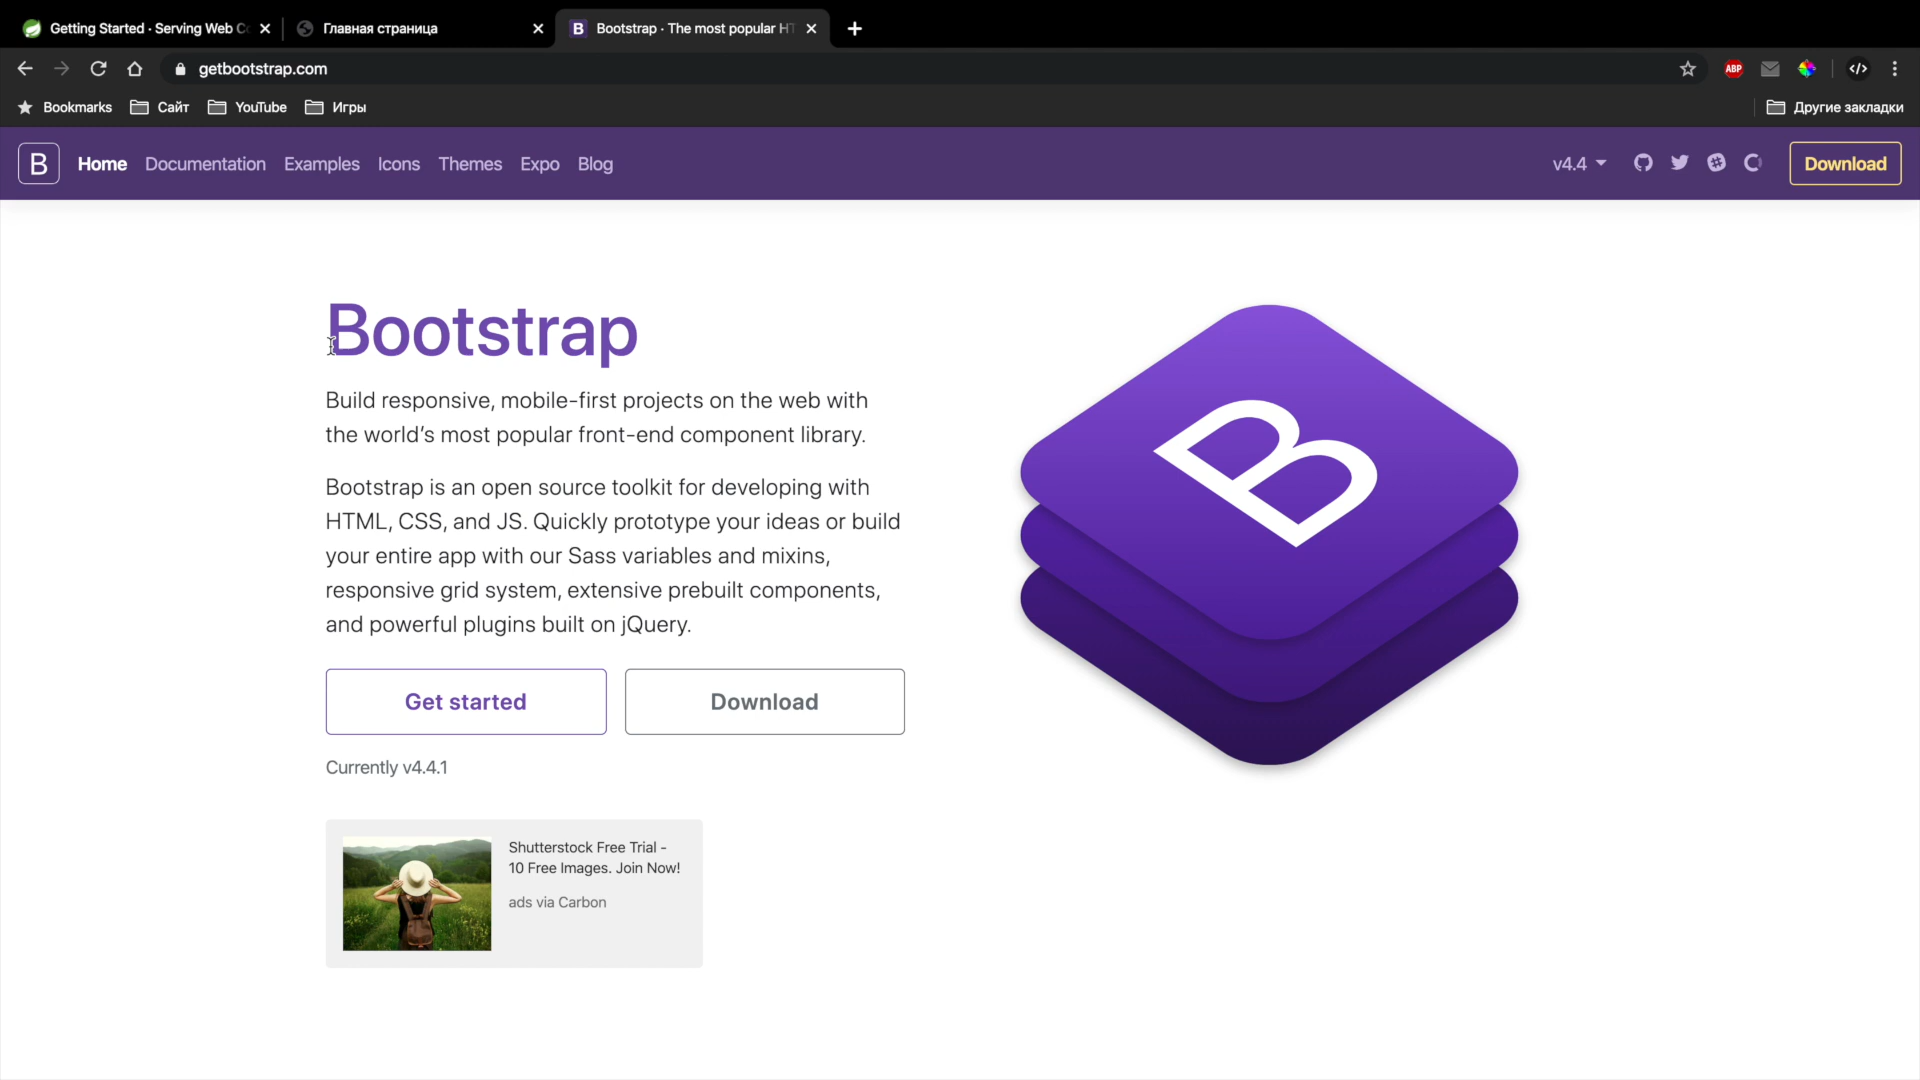 Getting Started · Serving Web C
Главная страница
B Bootstrap · The most popular HT
getbootstrap.com
ABP
Bookmarks Сайт YouTube Игры Другие закладки
B Home Documentation Examples Icons Themes Expo Blog v4.4 Download
Bootstrap
Build responsive, mobile-first projects on the web with
the world's most popular front-end component library.
Bootstrap is an open source toolkit for developing with
HTML, CSS, and JS. Quickly prototype your ideas or build
your entire app with our Sass variables and mixins,
responsive grid system, extensive prebuilt components,
and powerful plugins built on jQuery.
Get started Download
Currently v4.4.1
Shutterstock Free Trial -
10 Free Images. Join Now!
ads via Carbon
B